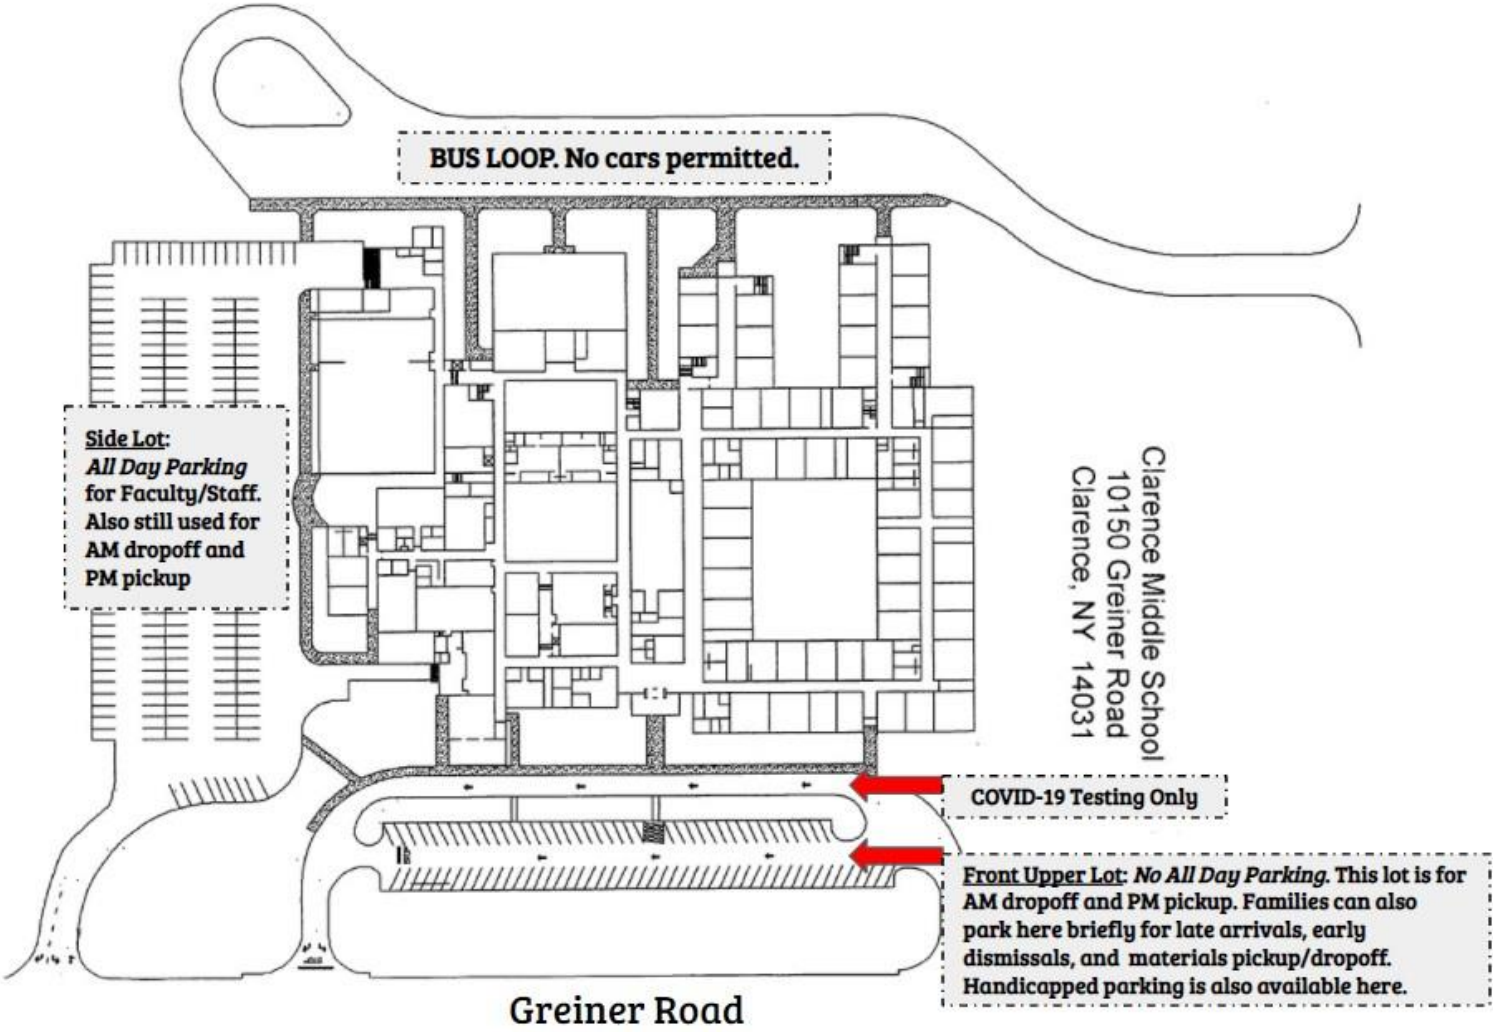 BUS LOOP. No cars permitted.
Side Lot:
All Day Parking
for Faculty/Staff.
Also still used for
AM dropoff and
PM pickup
Clarence Middle School
10150 Greiner Road
Clarence, NY 14031
COVID-19 Testing Only
Front Upper Lot: No All Day Parking. This lot is for
AM dropoff and PM pickup. Families can also
park here briefly for late arrivals, early
dismissals, and materials pickup/dropoff.
Handicapped parking is also available here.
Greiner Road